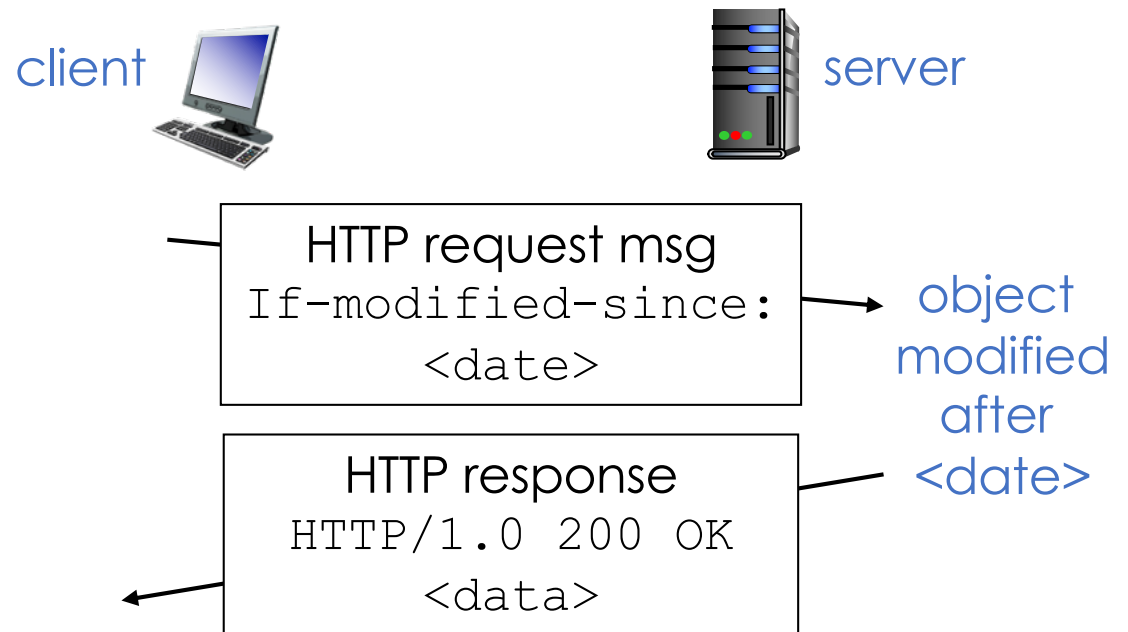 client
server
HTTP request msg
If-modified-since:
<date>
object
modified
after
<date>
HTTP response
HTTP/1.0 200 OK
<data>